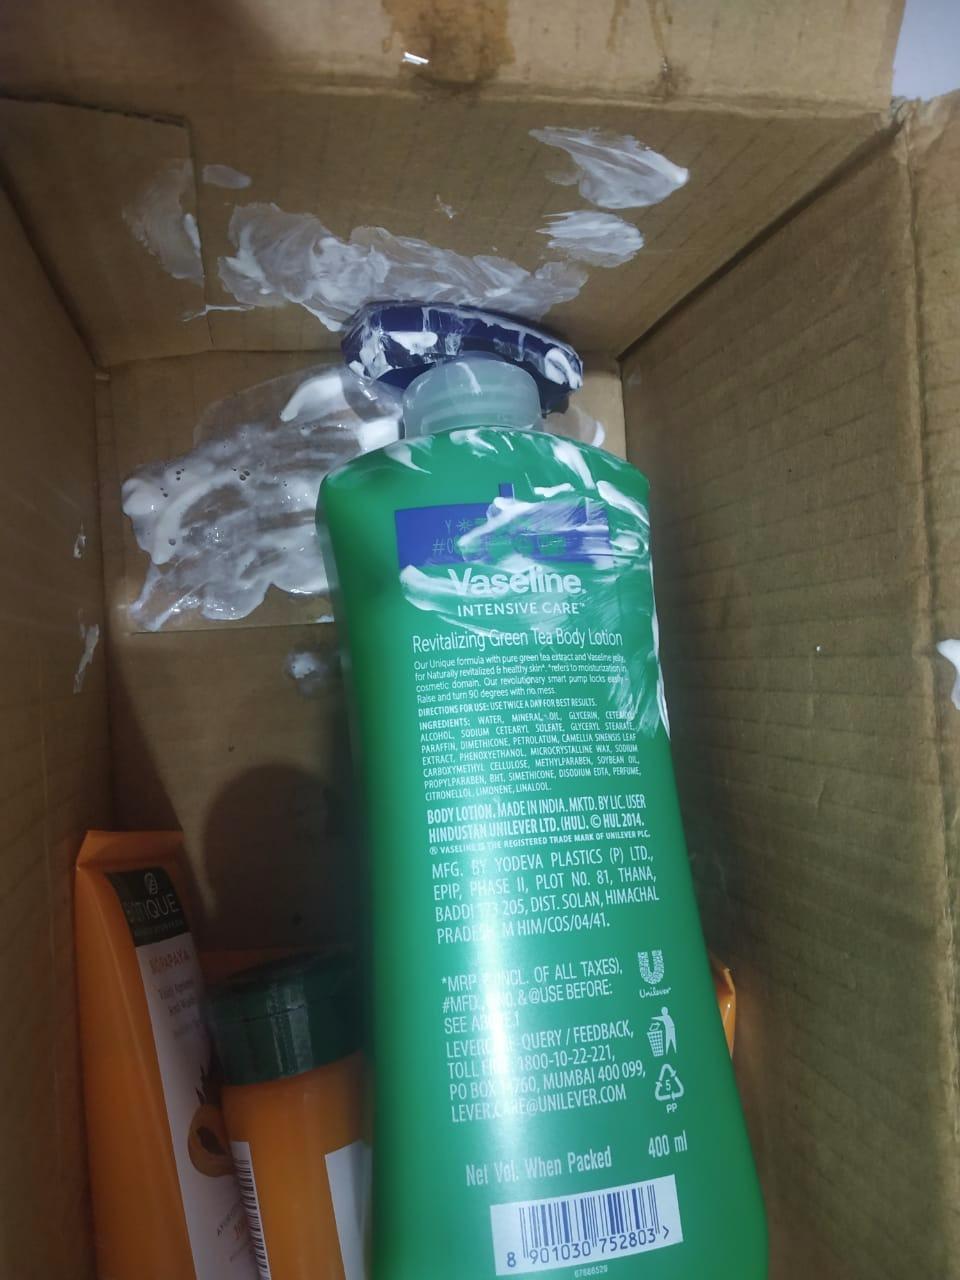 Vaseline.
INTENSIVE CARE™
Revitalizing Green Tea Body Lotion
Our Unique formula with pure green tea extract and Vaseline jelly,
for Naturally revitalized & healthy skin*. *refers to moisturization in
cosmetic domain. Our revolutionary smart pump locks easily -
Raise and turn 90 degrees with no mess.
DIRECTIONS FOR USE: USE TWICE A DAY FOR BEST RESULTS.
INGREDIENTS: WATER, MINERAL OIL, GLYCERIN, CETEARYL
ALCOHOL, SODIUM CETEARYL SULFATE, GLYCERYL STEARATE,
PARAFFIN, DIMETHICONE, PETROLATUM, CAMELLIA SINENSIS LEAF
EXTRACT, PHENOXYETHANOL, MICROCRYSTALLINE WAX, SODIUM
CARBOXYMETHYL CELLULOSE, METHYLPARABEN, SOYBEAN OIL,
PROPYLPARABEN, BHT, SIMETHICONE, DISODIUM EDTA, PERFUME,
CITRONELLOL, LIMONENE, LINALOOL.
BODY LOTION. MADE IN INDIA. MKTD. BY LIC. USER
HINDUSTAN UNILEVER LTD. (HUL). © HUL 2014.
® VASELINE IS THE REGISTERED TRADE MARK OF UNILEVER PLC.
MFG. BY YODEVA PLASTICS (P) LTD.,
EPIP, PHASE II, PLOT NO. 81, THANA,
BADDI 173 205, DIST. SOLAN, HIMACHAL
PRADESH. M HIM/COS/04/41.
*MRP (INCL. OF ALL TAXES),
#MFD., & @USE BEFORE:
SEE
QUERY / FEEDBACK,
TOLL 1800-10-22-221,
PO BOX MUMBAI 400 099,
LEVER.CARE@UNILEVER.COM
Unilever
5
PP
Net Vol. When Packed 400 ml
8 901030 752803 >
67886529
PAPAYA